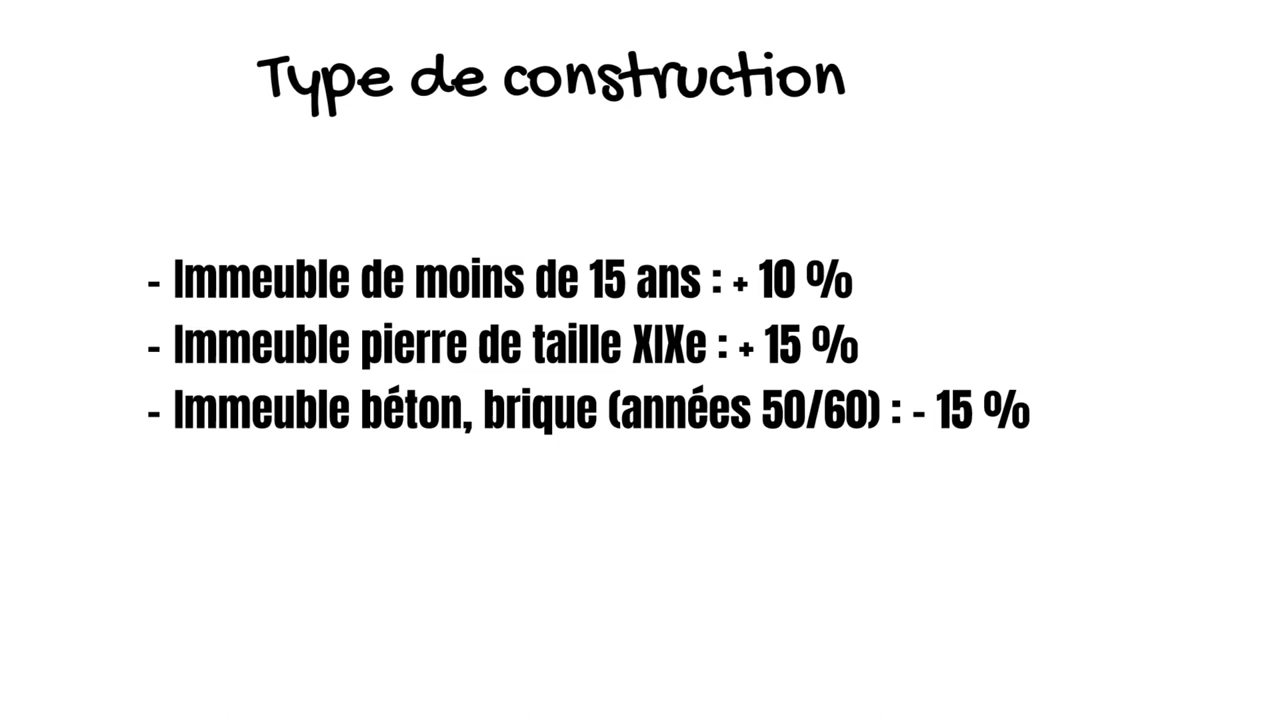 Type de construction
- Immeuble de moins de 15 ans : + 10 %
- Immeuble pierre de taille XIXe : + 15 %
- Immeuble béton, brique (années 50/60) : - 15 %